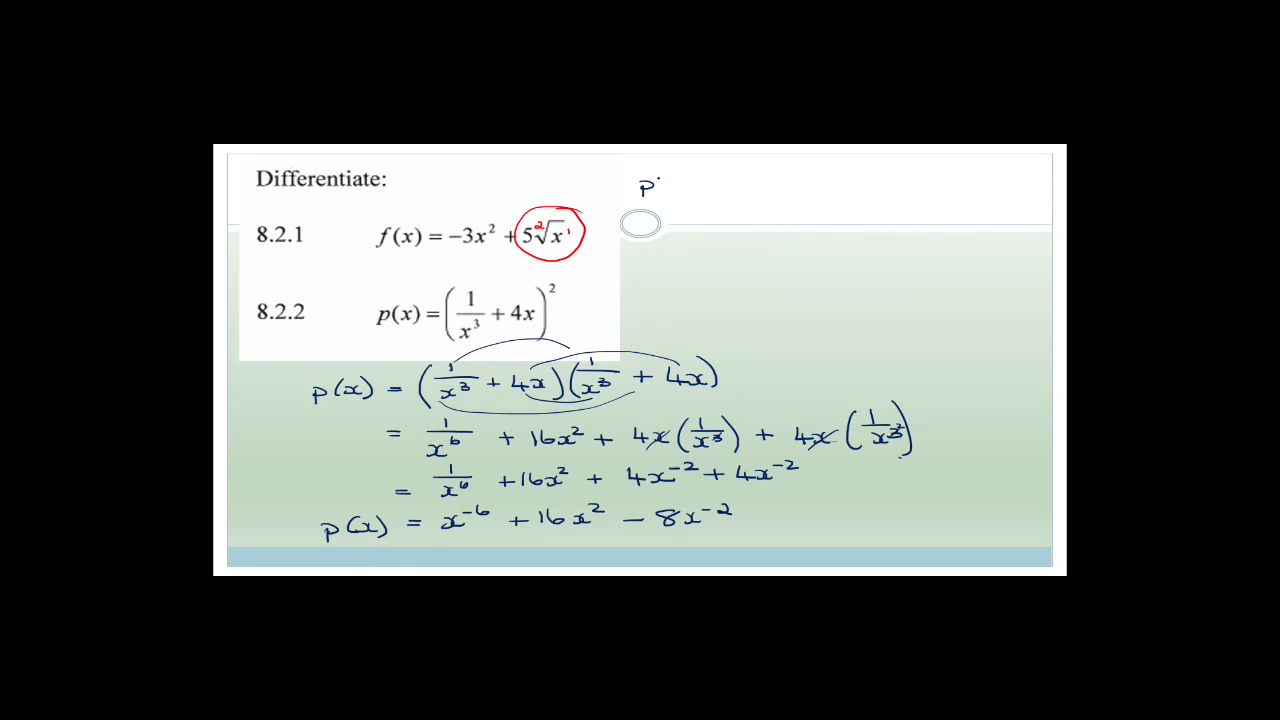 Differentiate:
p'
8.2.1 f(x) = −3x² + 5 ²√x ¹
8.2.2 p(x) = (1/x³ + 4x)²
p(x) = (1/x³ + 4x)(1/x³ + 4x)
= 1/x⁶ + 16x² + 4x(1/x³) + 4x(1/x³)
= 1/x⁶ + 16x² + 4x⁻² + 4x⁻²
p(x) = x⁻⁶ + 16x² − 8x⁻²